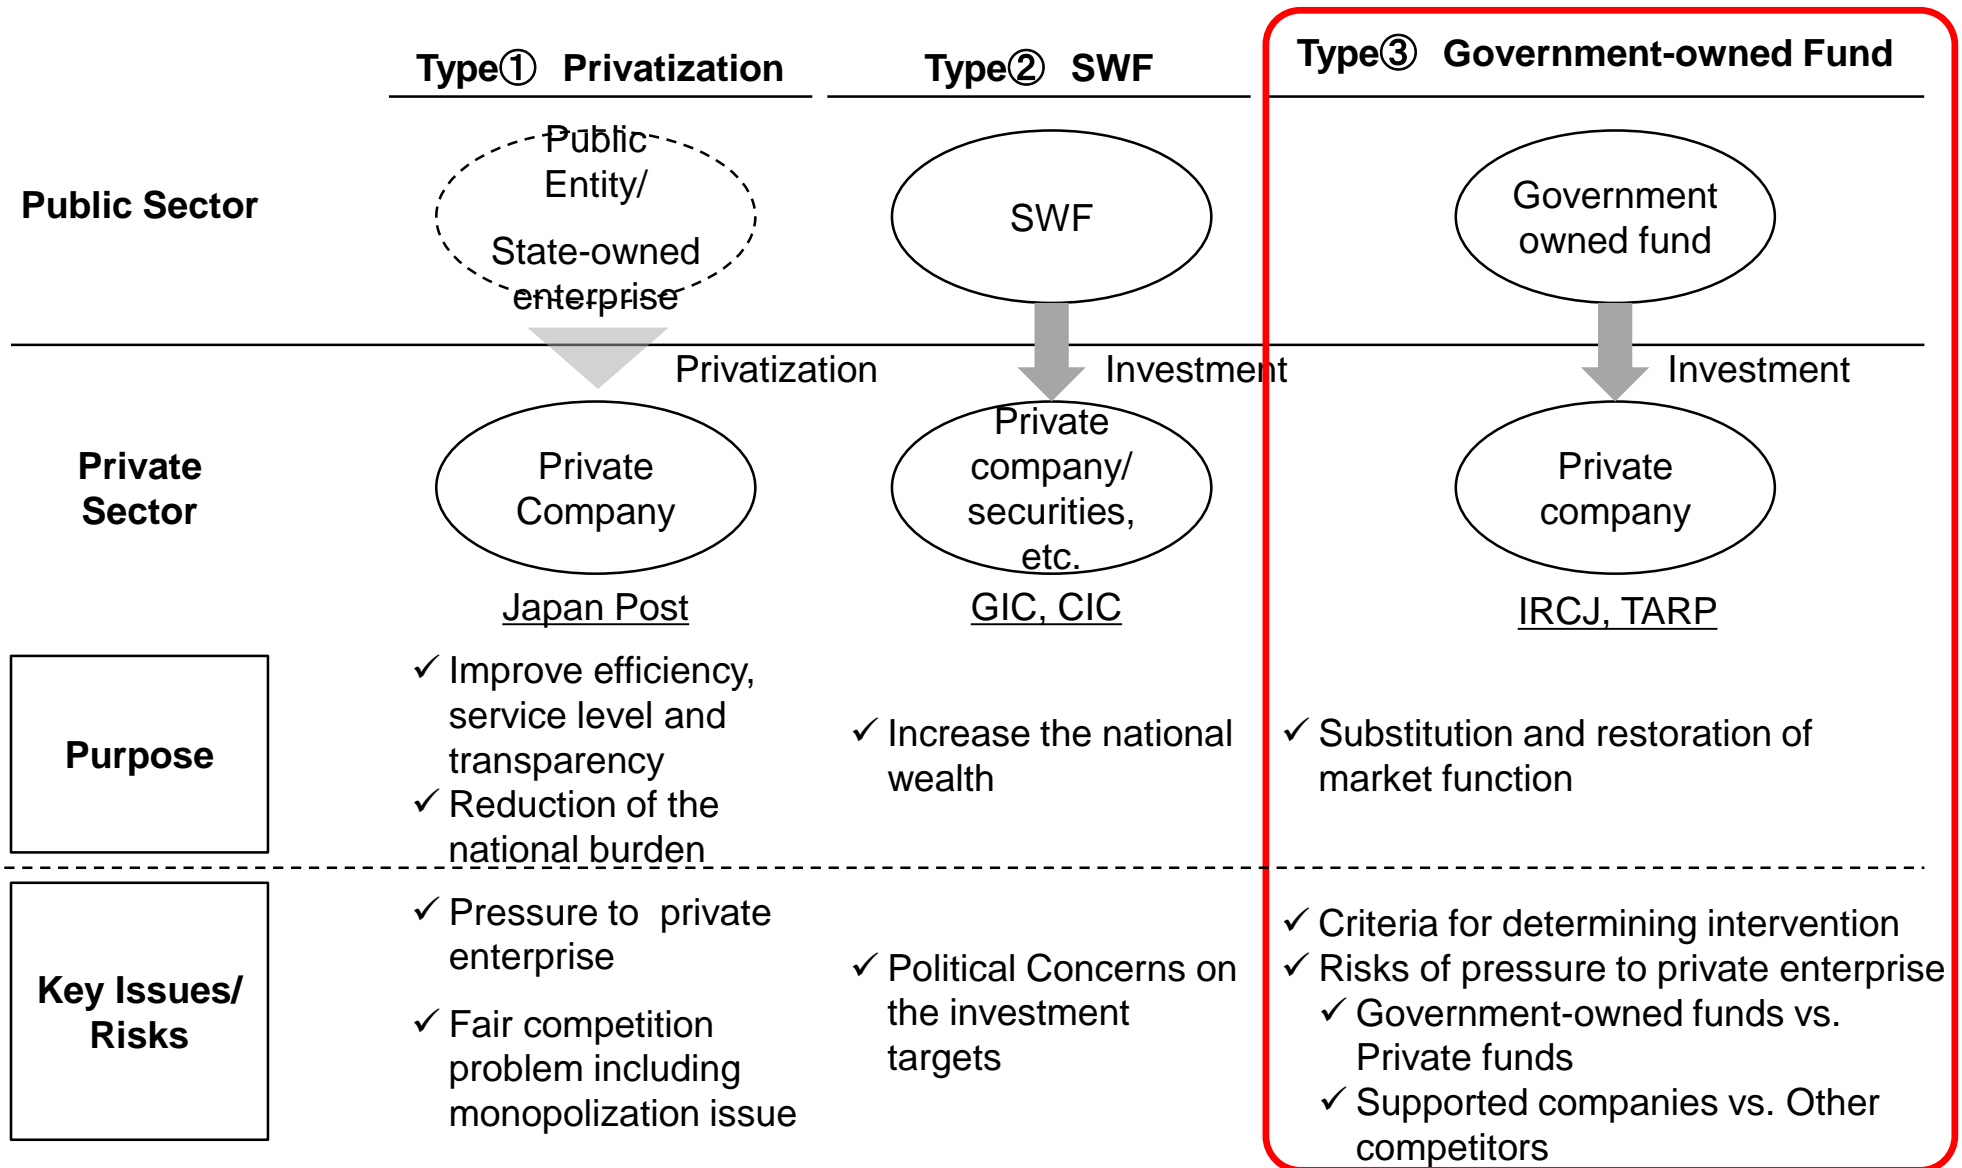 Type① Privatization
Type② SWF
Type③ Government-owned Fund
Public Sector
Public
Entity/
State-owned
enterprise
SWF
Government
owned fund
Privatization
Investment
Investment
Private
Sector
Private
Company
Private
company/
securities,
etc.
Private
company
Japan Post
GIC, CIC
IRCJ, TARP
Purpose
✓ Improve efficiency,
service level and
transparency
✓ Reduction of the
national burden
✓ Increase the national
wealth
✓ Substitution and restoration of
market function
Key Issues/
Risks
✓ Pressure to private
enterprise
✓ Fair competition
problem including
monopolization issue
✓ Political Concerns on
the investment
targets
✓ Criteria for determining intervention
✓ Risks of pressure to private enterprise
✓ Government-owned funds vs.
Private funds
✓ Supported companies vs. Other
competitors